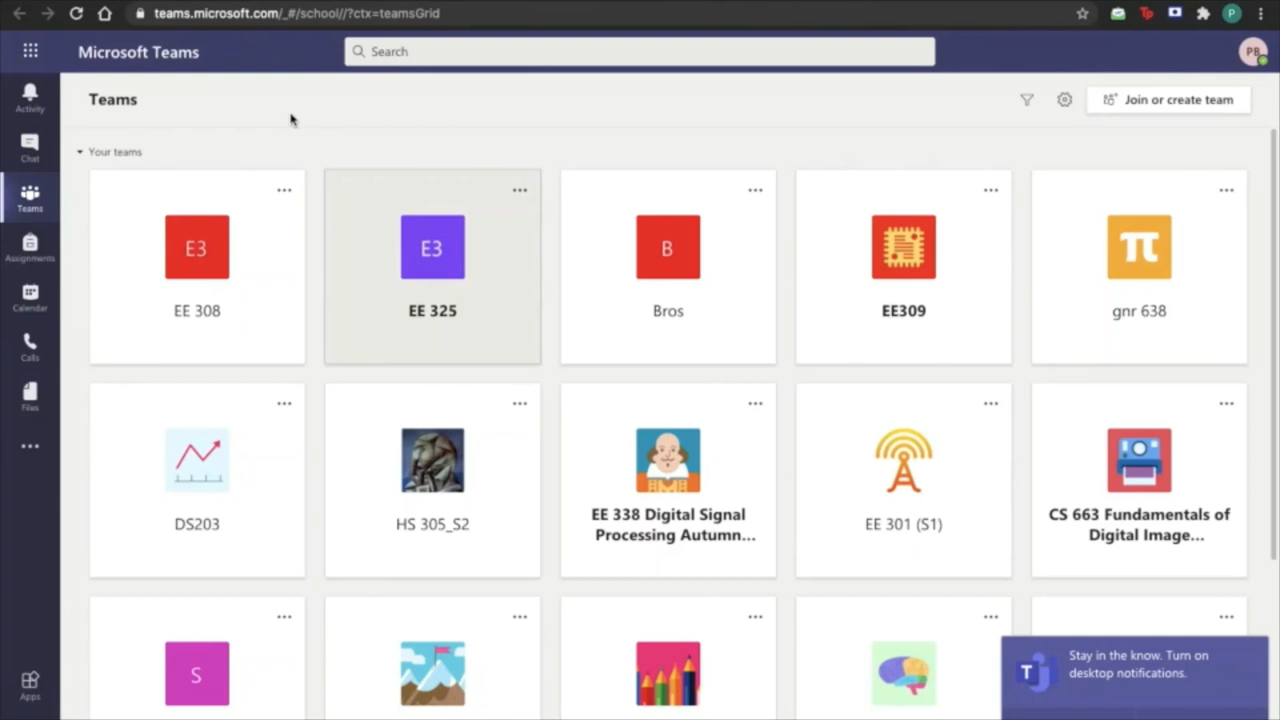 teams.microsoft.com/_#/school//?ctx=teamsGrid
Tp
P
Microsoft Teams
Search
PB
Activity
Chat
Teams
Assignments
Calendar
Calls
Files
Apps
Teams
Join or create team
Your teams
E3
EE 308
E3
EE 325
B
Bros
EE309
π
gnr 638
DS203
HS 305_S2
EE 338 Digital Signal
Processing Autumn...
EE 301 (S1)
CS 663 Fundamentals of
Digital Image...
S
T
Stay in the know. Turn on
desktop notifications.